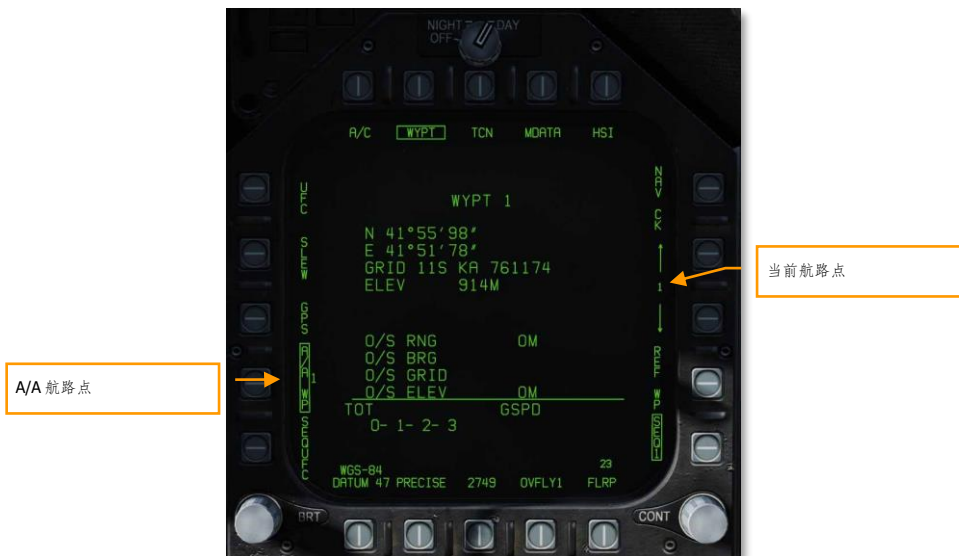 NIGHT DAY
OFF
A/C WYPT TCN MDATA HSI
UFC
SLEW
GPS
A/A WP 1
SEQUFC
NAV CK
1
REF WP
SEQ1
WYPT 1
N 41°55′98″
E 41°51′78″
GRID 11S KA 761174
ELEV 914M
O/S RNG 0M
O/S BRG
O/S GRID
O/S ELEV 0M
TOT GSPD
0- 1- 2- 3
WGS-84 23
DATUM 47 PRECISE 2749 OVFLY1 FLRP
BRT CONT
当前航路点
A/A 航路点